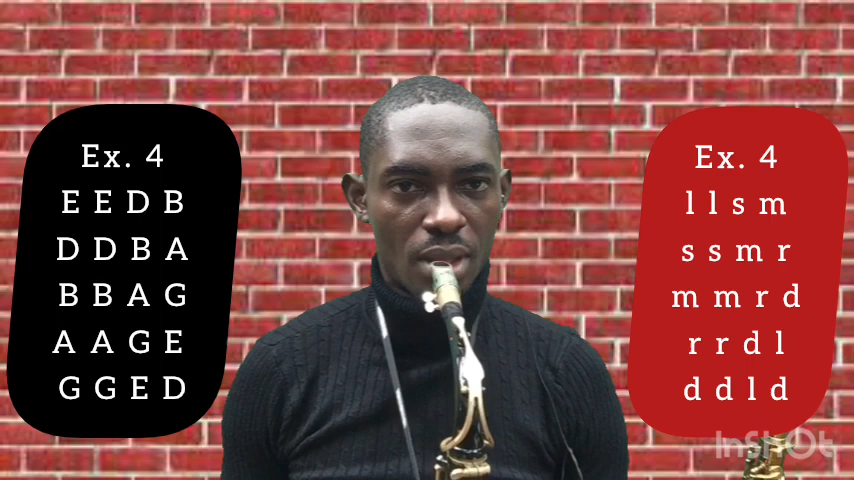 Ex. 4
E E D B
D D B A
B B A G
A A G E
G G E D
Ex. 4
l l s m
s s m r
m m r d
r r d l
d d l d
InShOt